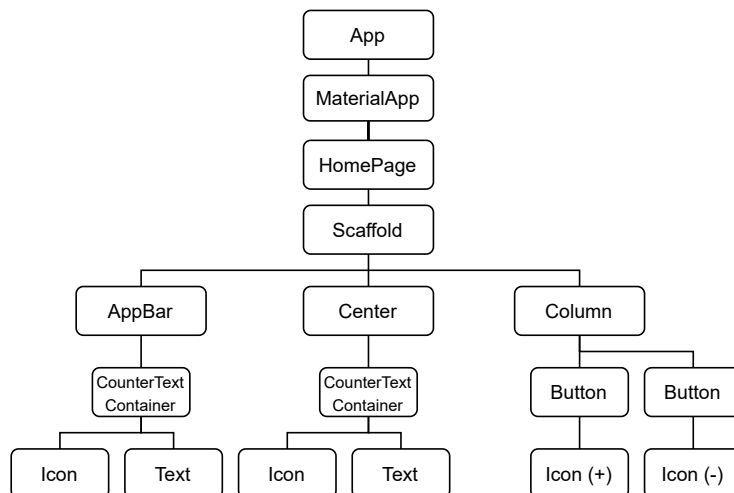 App
MaterialApp
HomePage
Scaffold
AppBar
Center
Column
CounterText
Container
CounterText
Container
Button
Button
Icon
Text
Icon
Text
Icon (+)
Icon (-)